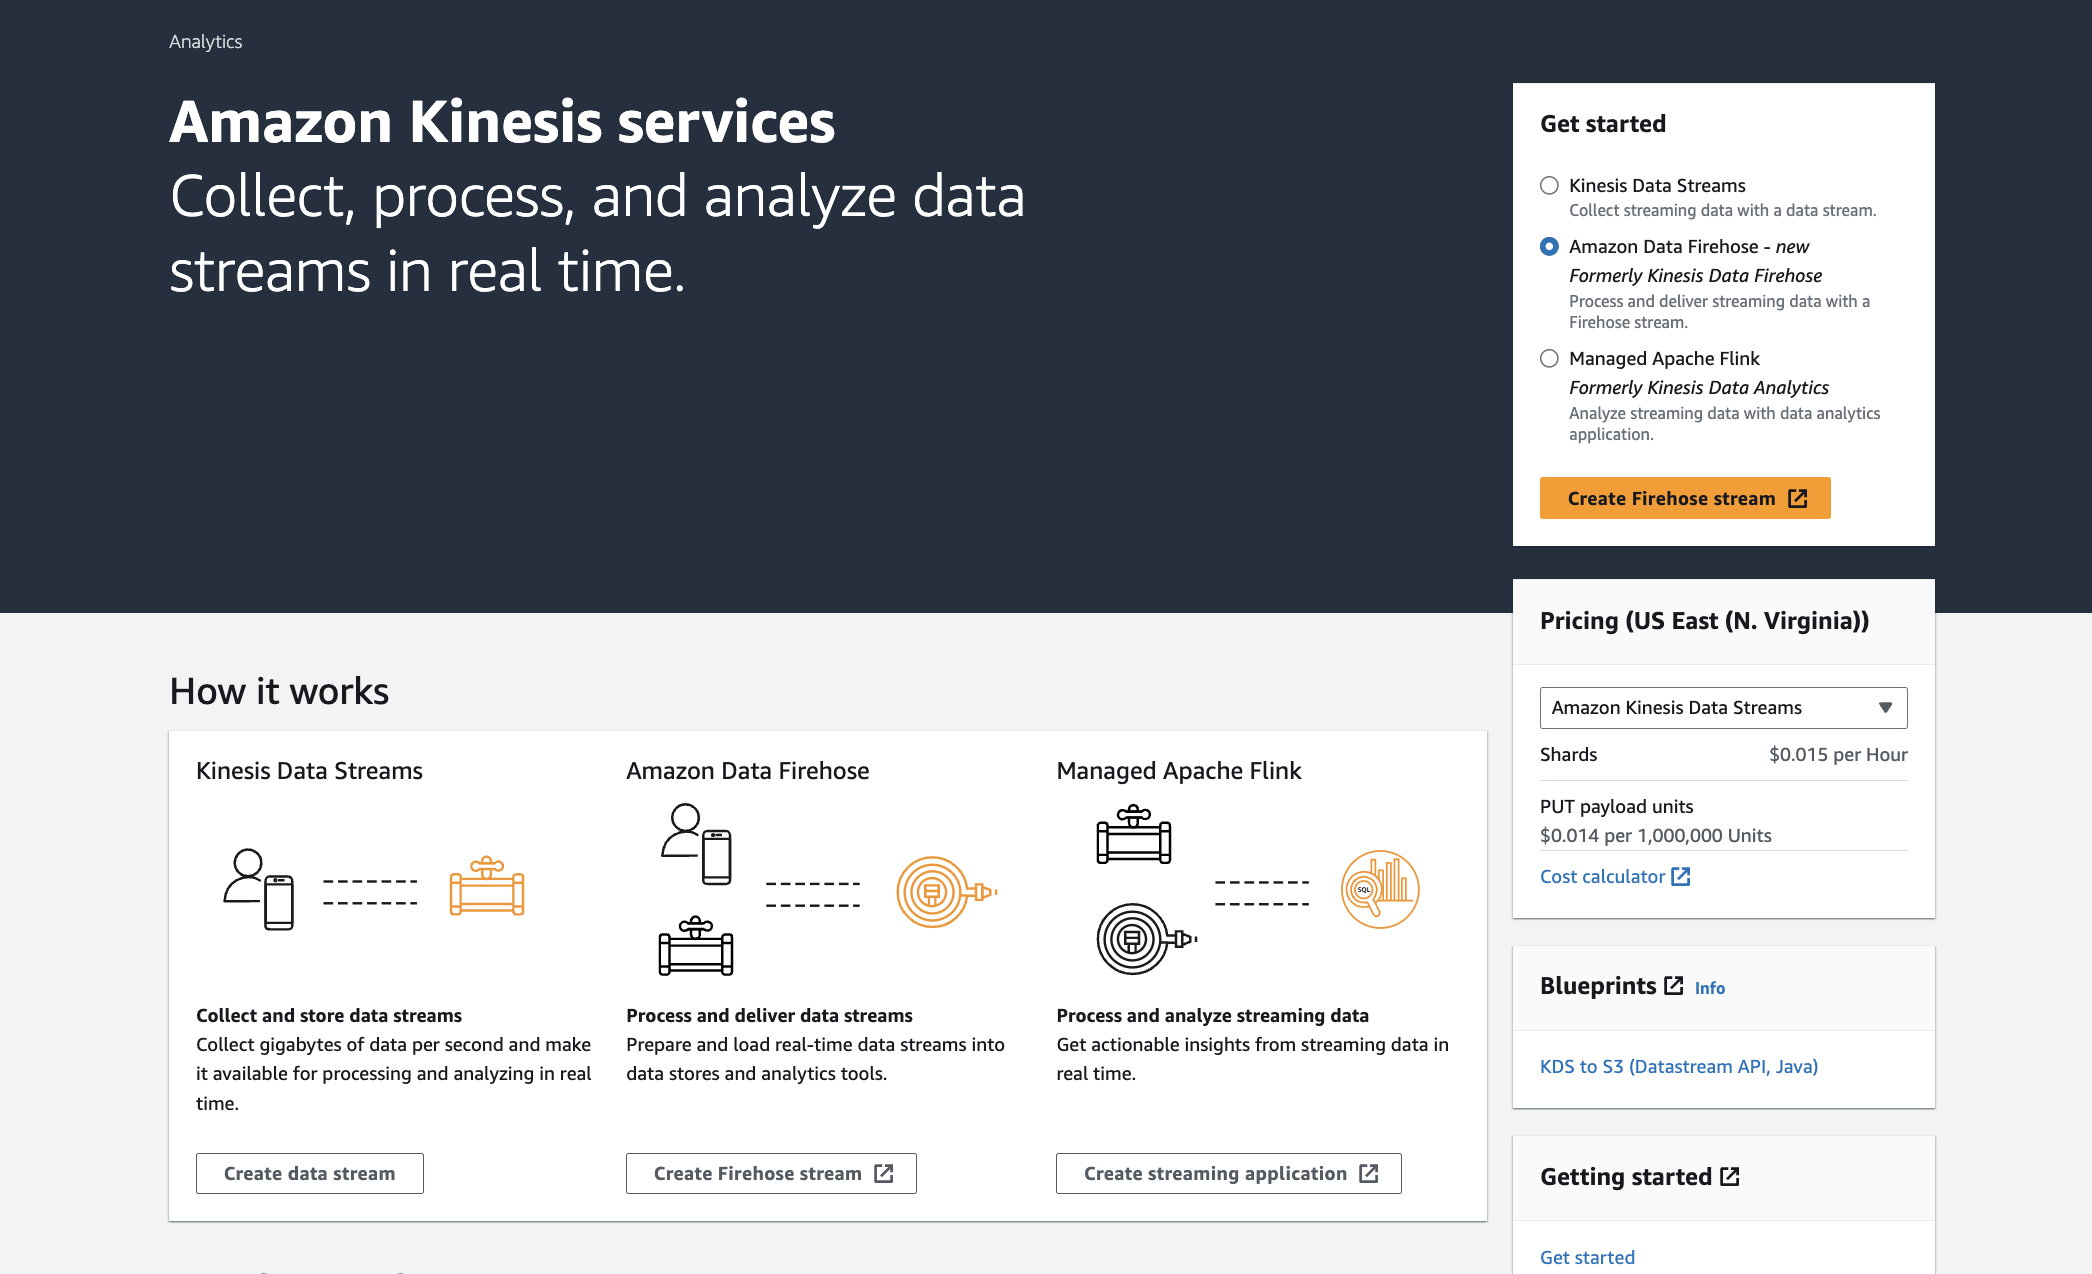 Analytics
Amazon Kinesis services
Collect, process, and analyze data
streams in real time.
Get started
Kinesis Data Streams
Collect streaming data with a data stream.
Amazon Data Firehose - new
Formerly Kinesis Data Firehose
Process and deliver streaming data with a
Firehose stream.
Managed Apache Flink
Formerly Kinesis Data Analytics
Analyze streaming data with data analytics
application.
Create Firehose stream
Pricing (US East (N. Virginia))
Amazon Kinesis Data Streams
Shards $0.015 per Hour
PUT payload units
$0.014 per 1,000,000 Units
Cost calculator
Blueprints Info
KDS to S3 (Datastream API, Java)
Getting started
Get started
How it works
Kinesis Data Streams
Collect and store data streams
Collect gigabytes of data per second and make
it available for processing and analyzing in real
time.
Create data stream
Amazon Data Firehose
Process and deliver data streams
Prepare and load real-time data streams into
data stores and analytics tools.
Create Firehose stream
Managed Apache Flink
SQL
Process and analyze streaming data
Get actionable insights from streaming data in
real time.
Create streaming application